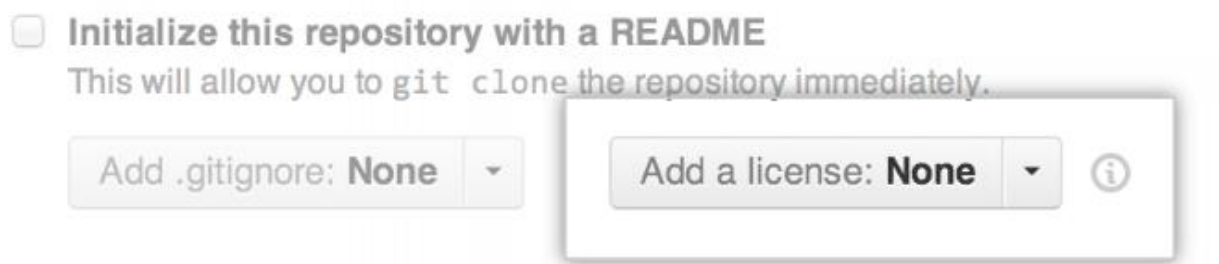 Initialize this repository with a README
This will allow you to git clone the repository immediately.
Add .gitignore: None
Add a license: None